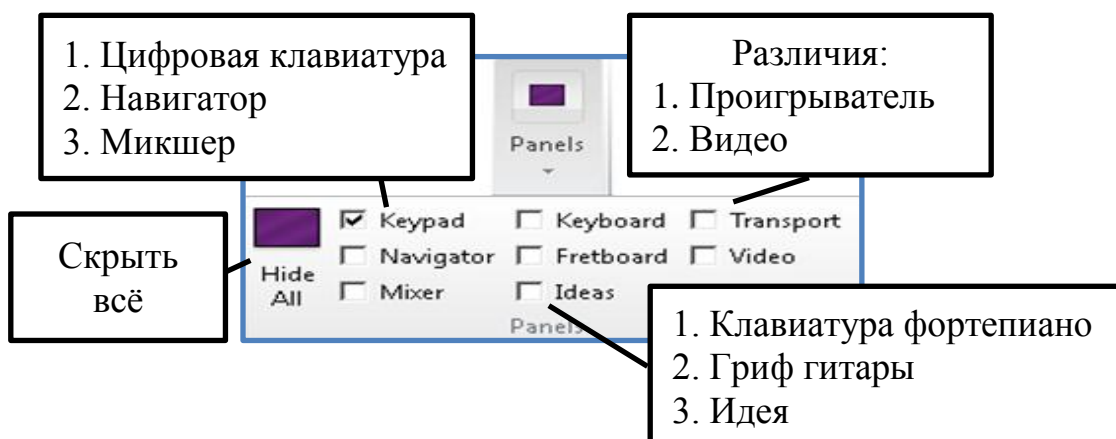 1. Цифровая клавиатура
2. Навигатор
3. Микшер
Различия:
1. Проигрыватель
2. Видео
Panels
Скрыть
всё
Hide
All
Keypad
Navigator
Mixer
Keyboard
Fretboard
Ideas
Transport
Video
Panels
1. Клавиатура фортепиано
2. Гриф гитары
3. Идея